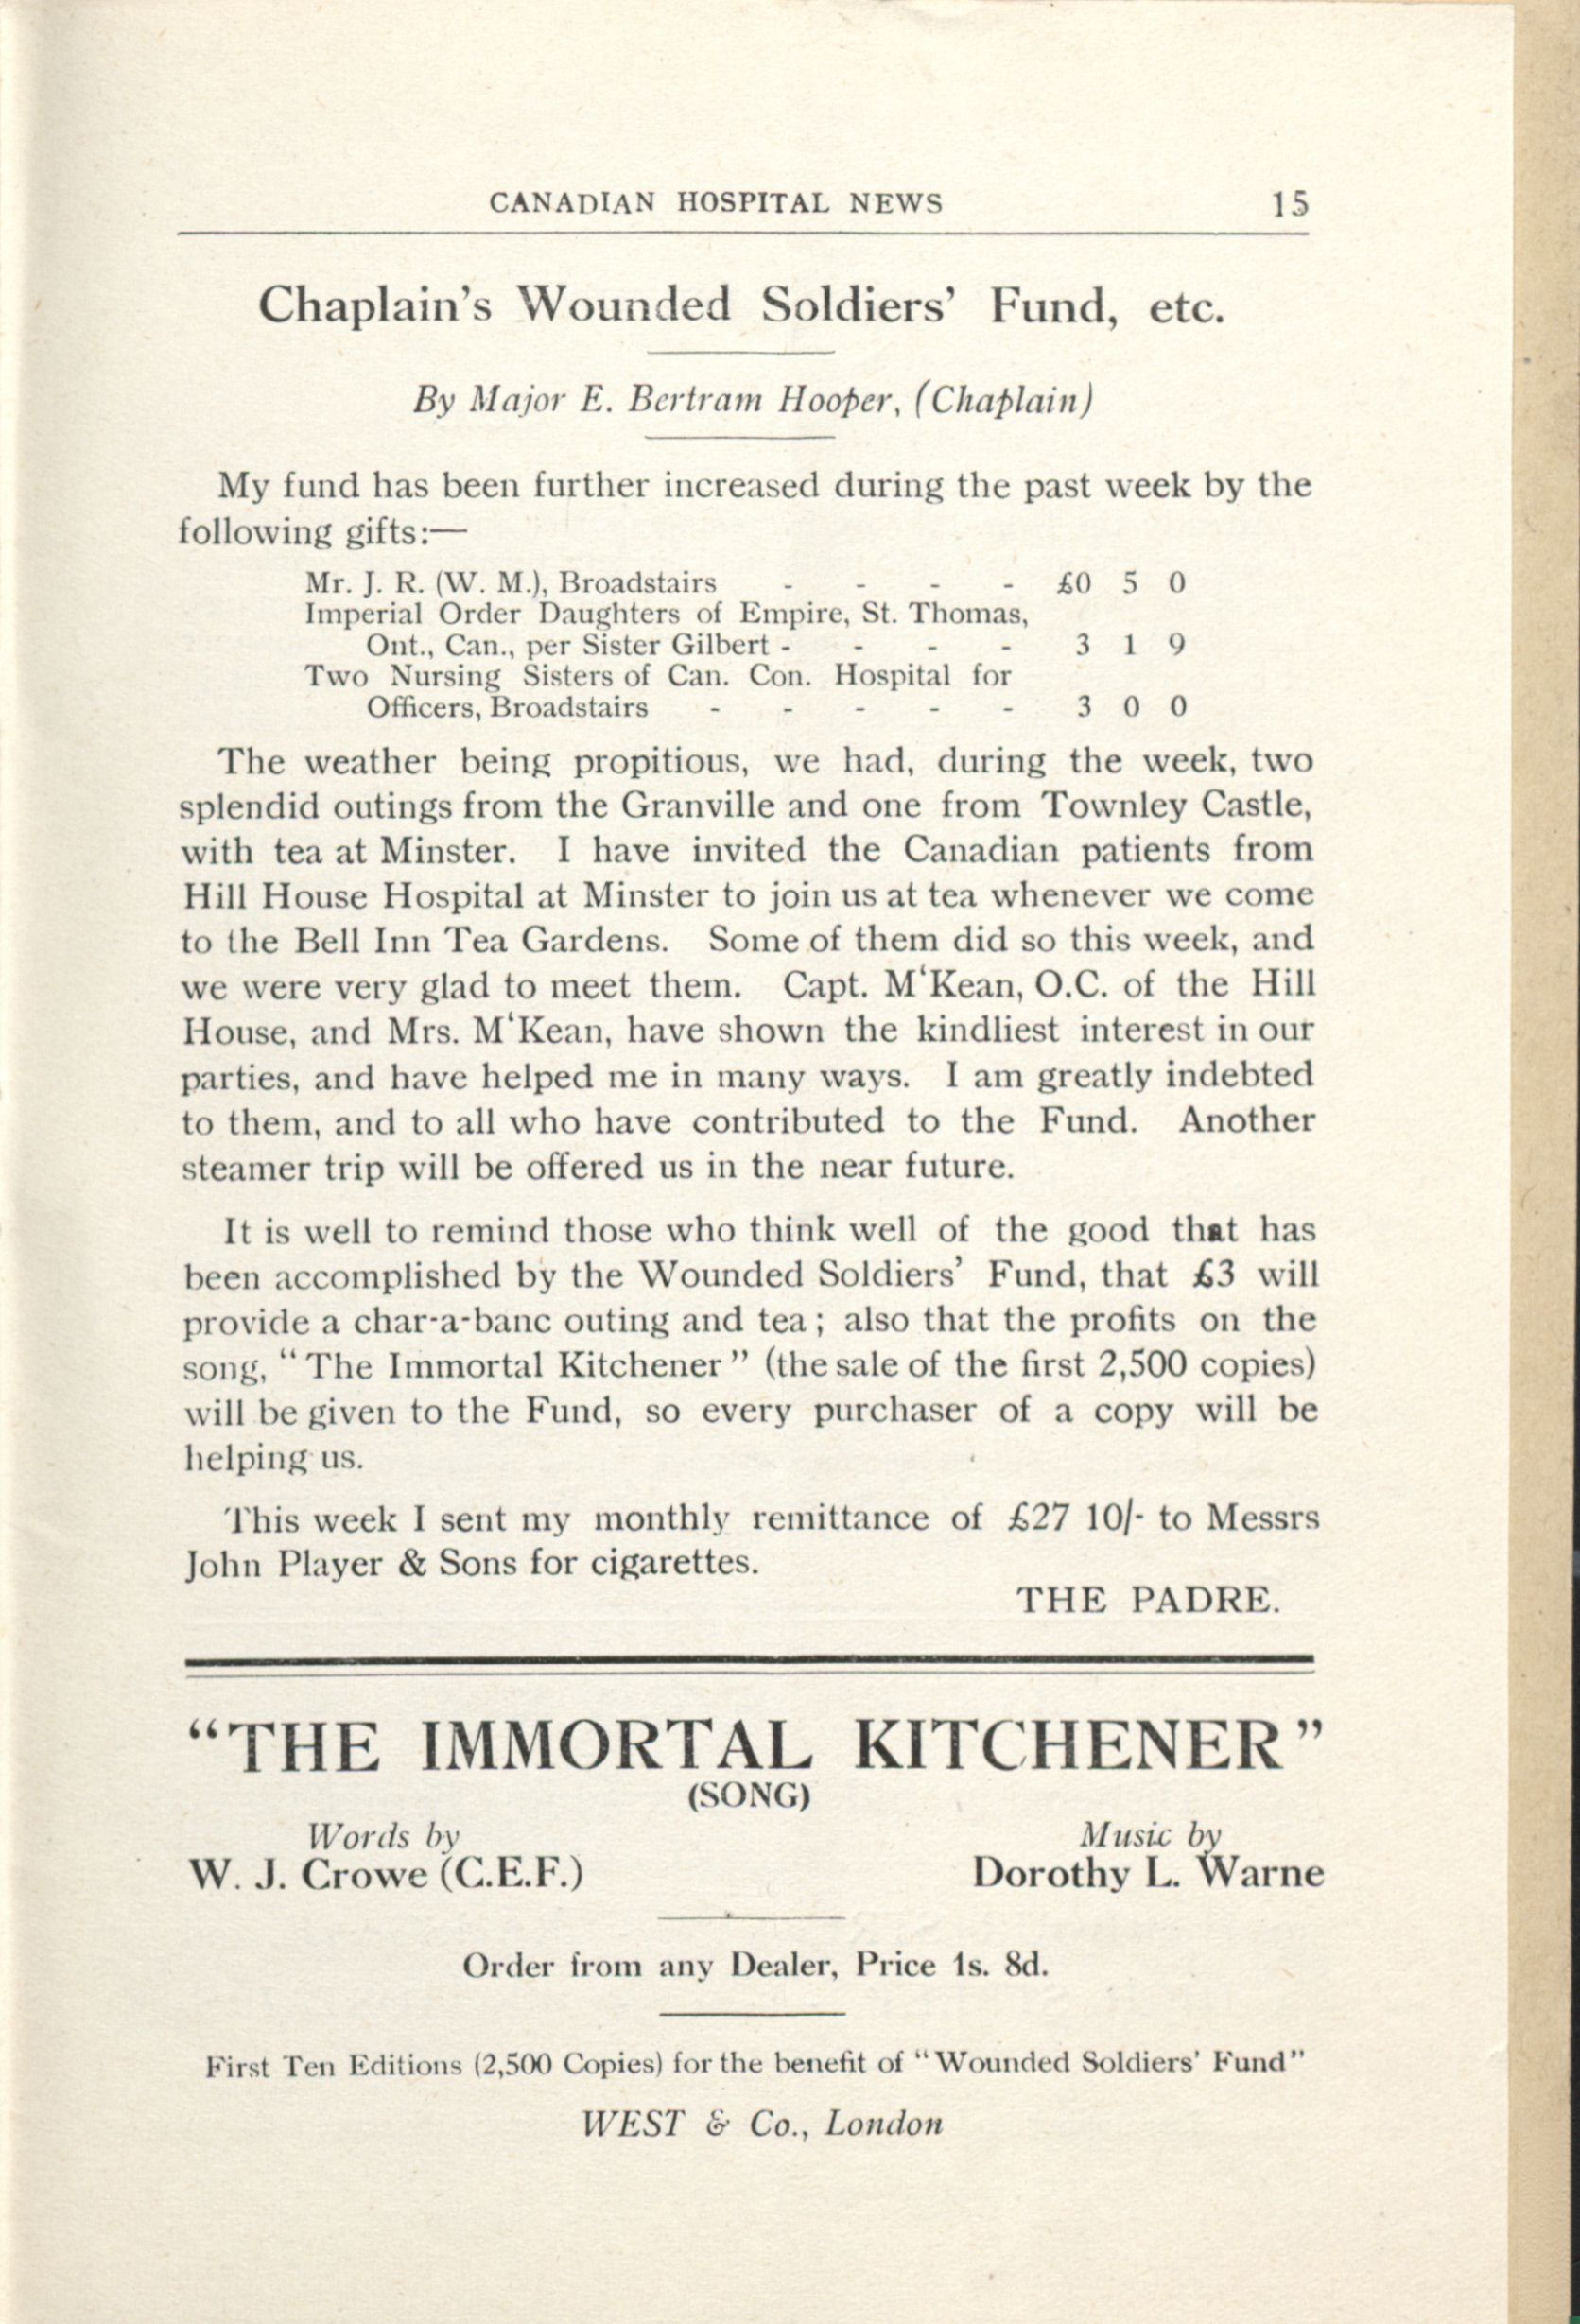 CANADIAN HOSPITAL NEWS 15
Chaplain's Wounded Soldiers' Fund, etc.
By Major E. Bertram Hooper, (Chaplain)
My fund has been further increased during the past week by the
following gifts:—
Mr. J. R. (W. M.), Broadstairs - - - - £0 5 0
Imperial Order Daughters of Empire, St. Thomas,
Ont., Can., per Sister Gilbert - - - - 3 1 9
Two Nursing Sisters of Can. Con. Hospital for
Officers, Broadstairs - - - - - 3 0 0
The weather being propitious, we had, during the week, two
splendid outings from the Granville and one from Townley Castle,
with tea at Minster. I have invited the Canadian patients from
Hill House Hospital at Minster to join us at tea whenever we come
to the Bell Inn Tea Gardens. Some of them did so this week, and
we were very glad to meet them. Capt. M‘Kean, O.C. of the Hill
House, and Mrs. M‘Kean, have shown the kindliest interest in our
parties, and have helped me in many ways. I am greatly indebted
to them, and to all who have contributed to the Fund. Another
steamer trip will be offered us in the near future.
It is well to remind those who think well of the good that has
been accomplished by the Wounded Soldiers' Fund, that £3 will
provide a char-a-banc outing and tea; also that the profits on the
song, "The Immortal Kitchener" (the sale of the first 2,500 copies)
will be given to the Fund, so every purchaser of a copy will be
helping us.
This week I sent my monthly remittance of £27 10/- to Messrs
John Player & Sons for cigarettes.
THE PADRE.
"THE IMMORTAL KITCHENER"
(SONG)
Words by Music by
W. J. Crowe (C.E.F.) Dorothy L. Warne
Order from any Dealer, Price 1s. 8d.
First Ten Editions (2,500 Copies) for the benefit of "Wounded Soldiers' Fund"
WEST & Co., London